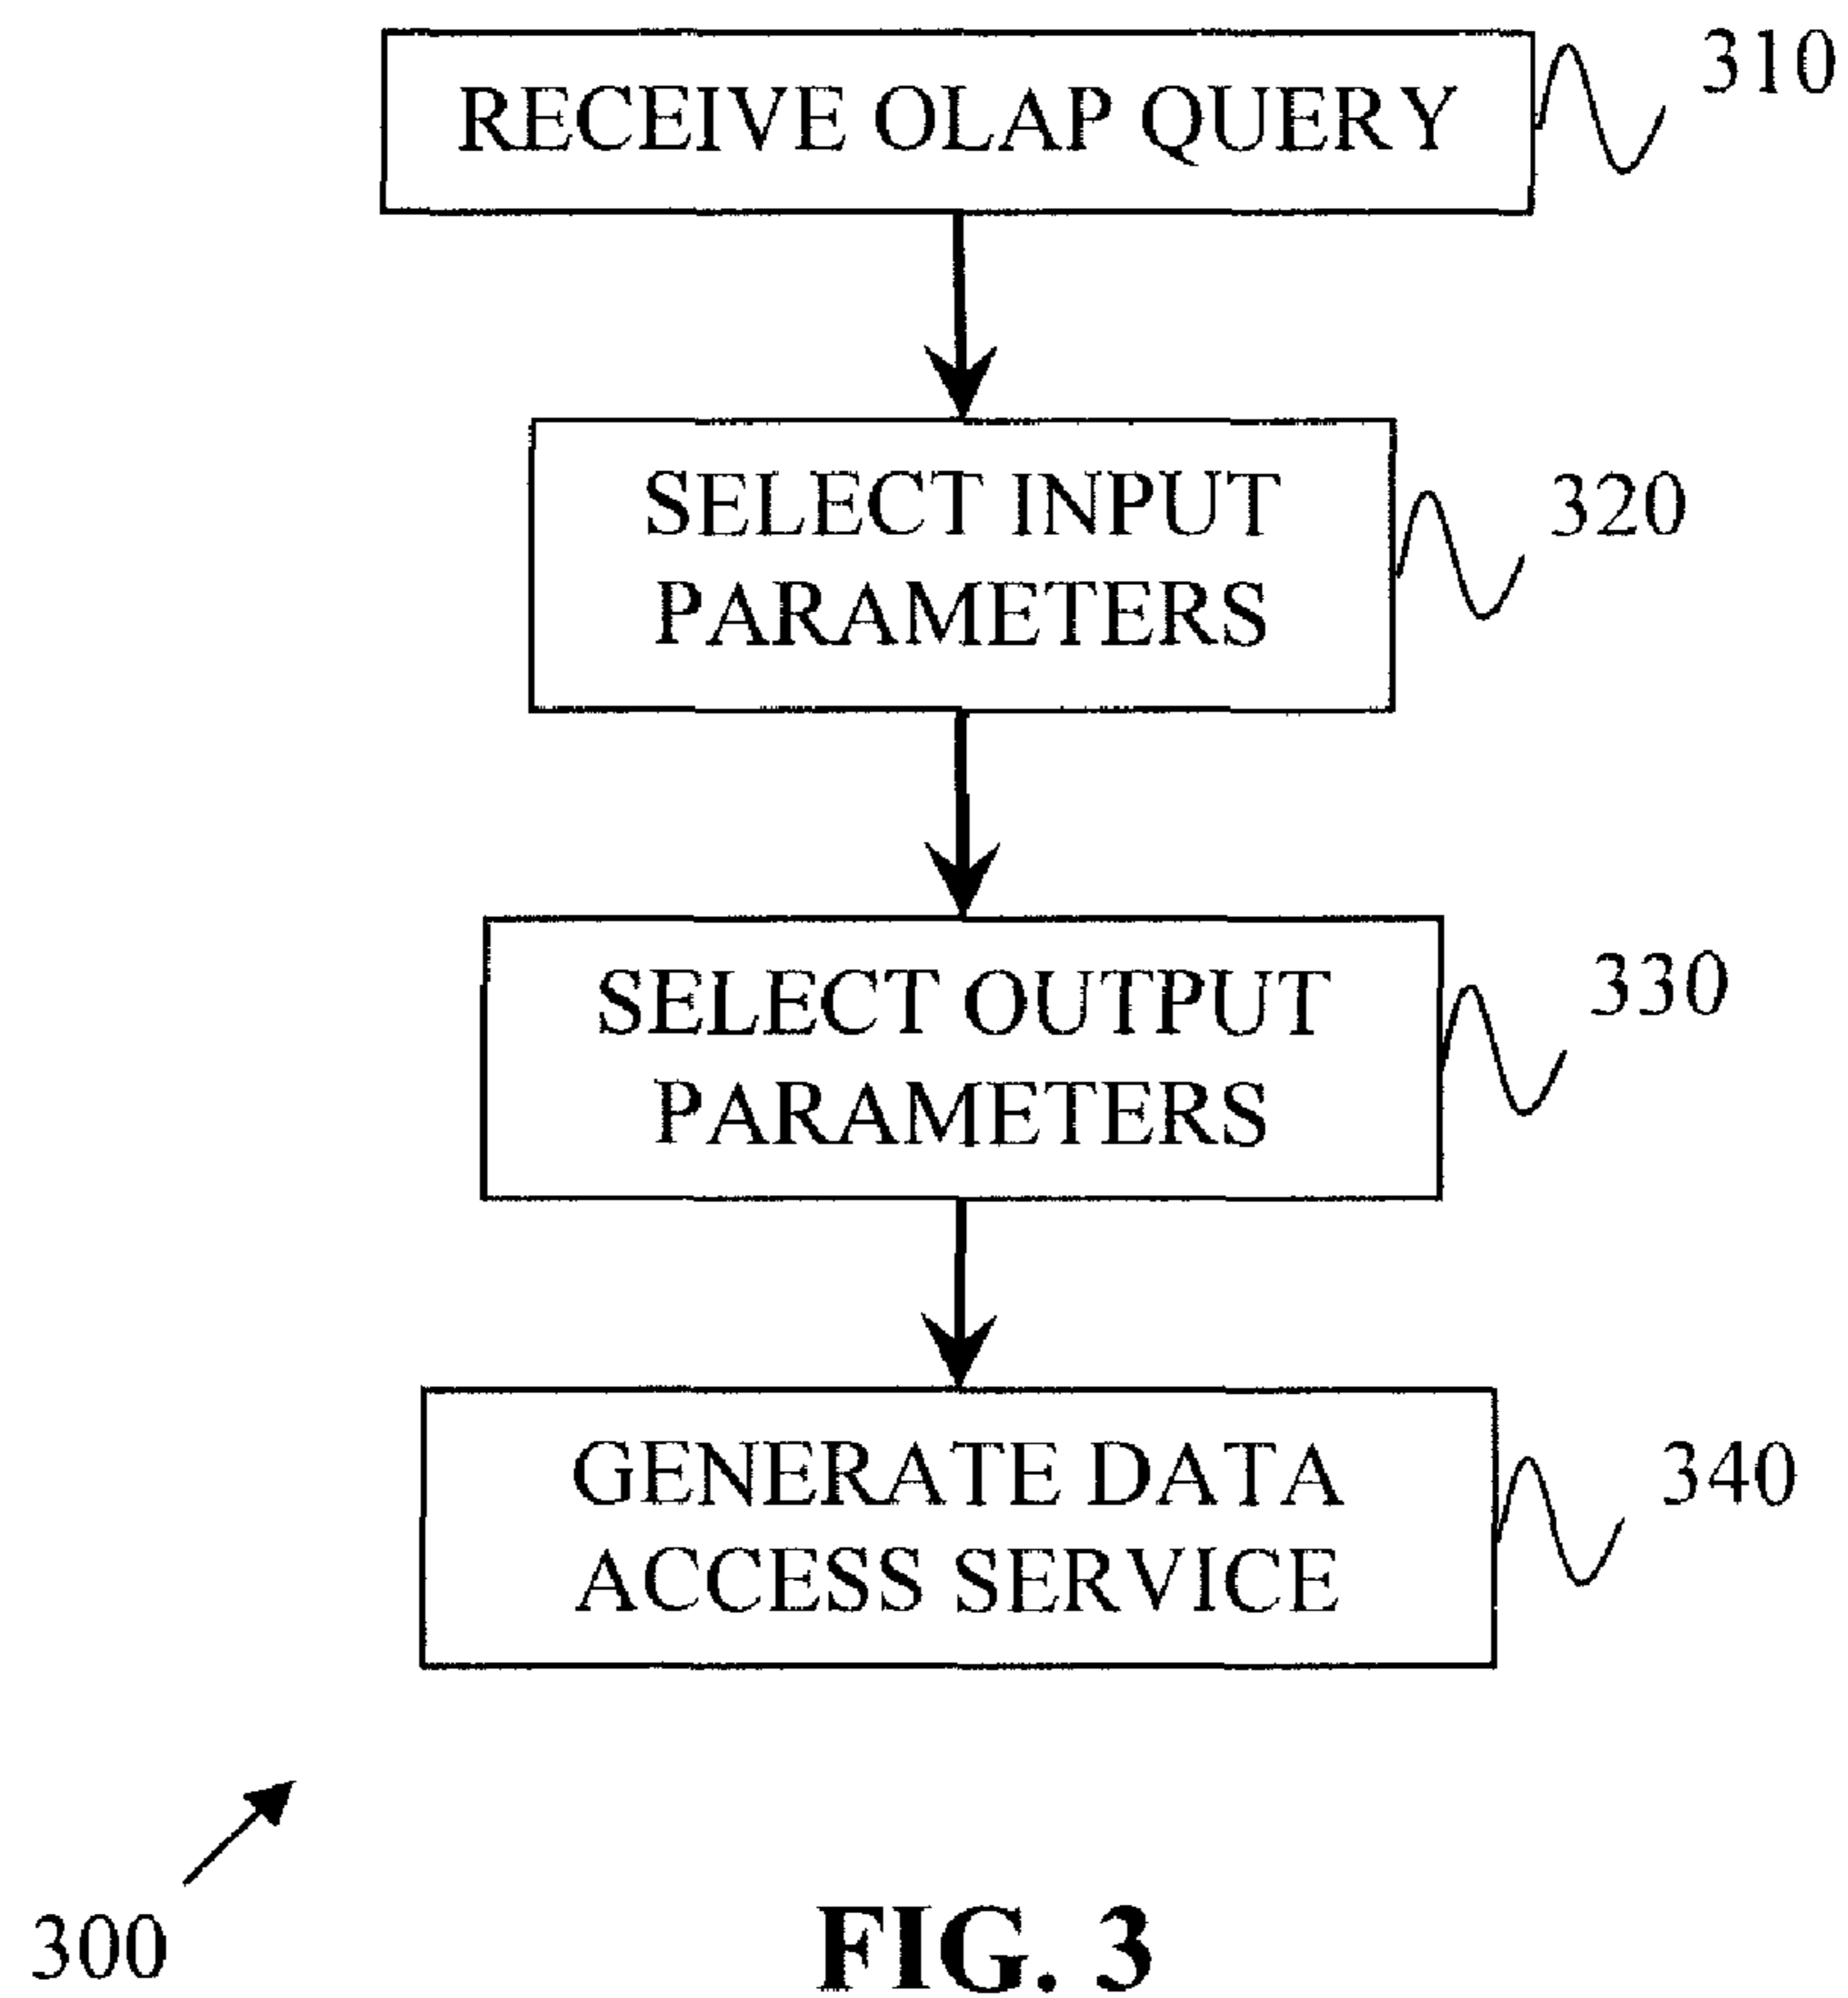 RECEIVE OLAP QUERY
310
SELECT INPUT
PARAMETERS
320
SELECT OUTPUT
PARAMETERS
330
GENERATE DATA
ACCESS SERVICE
340
300
FIG. 3